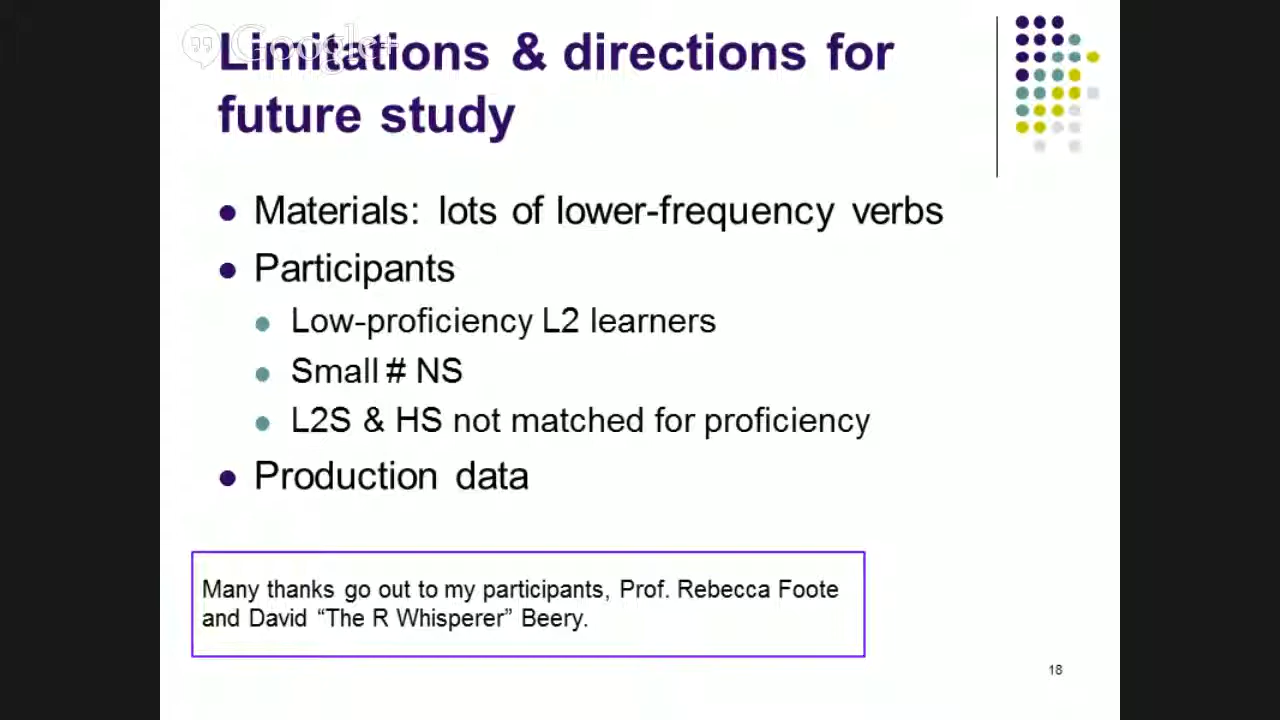 Google+
Limitations & directions for
future study
Materials: lots of lower-frequency verbs
Participants
Low-proficiency L2 learners
Small # NS
L2S & HS not matched for proficiency
Production data
Many thanks go out to my participants, Prof. Rebecca Foote
and David “The R Whisperer” Beery.
18